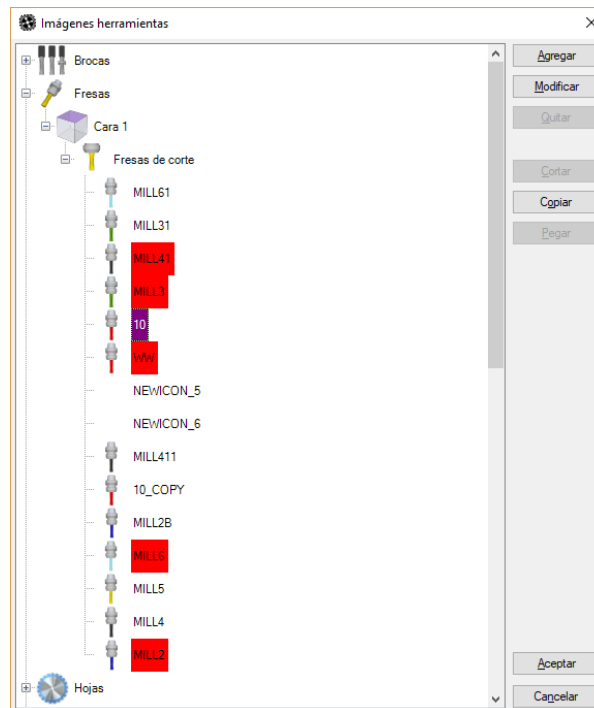 Imágenes herramientas
Agregar
Modificar
Quitar
Cortar
Copiar
Pegar
Brocas
Fresas
Cara 1
Fresas de corte
MILL61
MILL31
MILL41
MILL3
10
WW
NEWICON_5
NEWICON_6
MILL411
10_COPY
MILL2B
MILL6
MILL5
MILL4
MILL2
Hojas
Aceptar
Cancelar